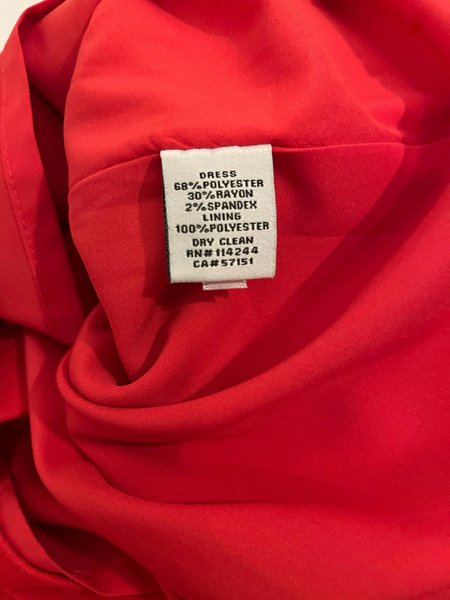 DRESS
68%POLYESTER
30%RAYON
2%SPANDEX
LINING
100%POLYESTER
DRY CLEAN
RN#114244
CA#57151